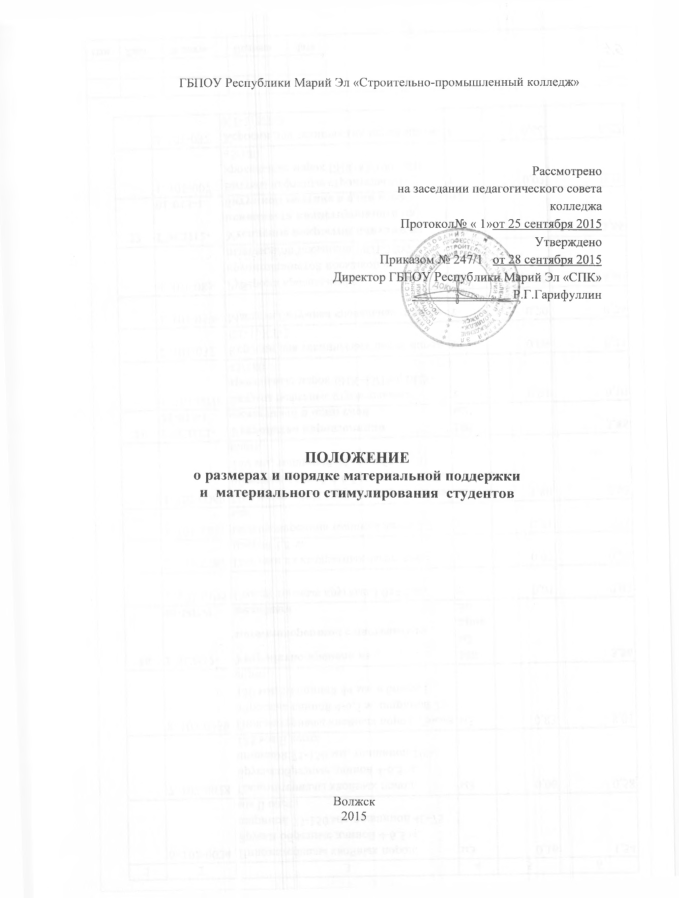 ГБПОУ Республики Марий Эл «Строительно-промышленный колледж»
Рассмотрено
на заседании педагогического совета
колледжа
Протокол№ « 1»от 25 сентября 2015
Утверждено
Приказом № 247/1 от 28 сентября 2015
Директор ГБПОУ Республики Марий Эл «СПК»
Р.Г.Гарифуллин
ПОЛОЖЕНИЕ
о размерах и порядке материальной поддержки
и материального стимулирования студентов
Волжск
2015